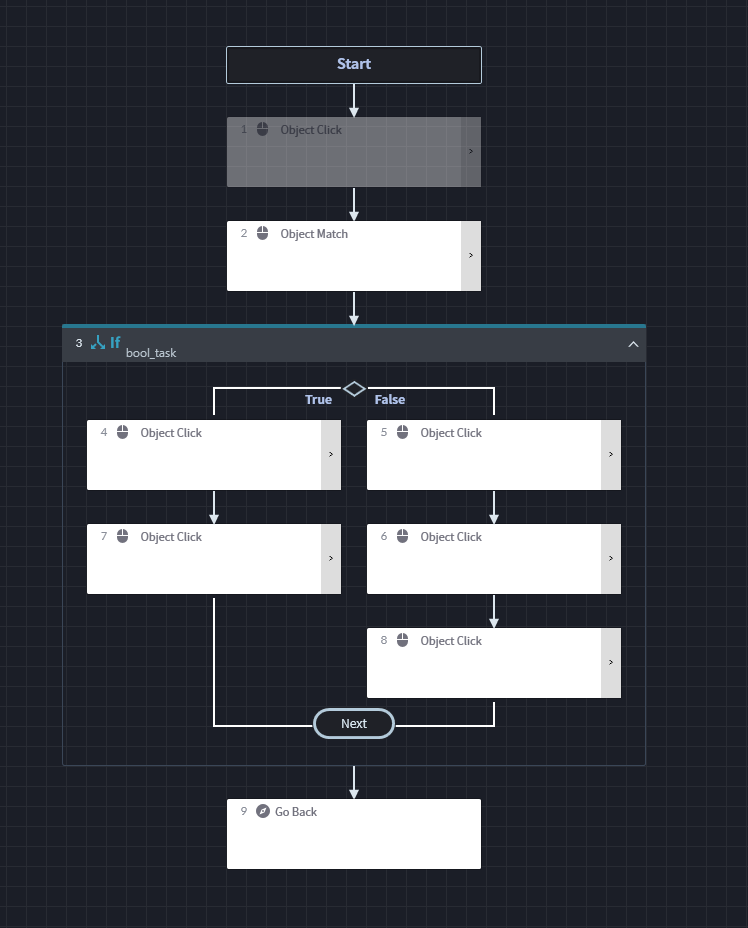 Start
1 Object Click
2 Object Match
3 If bool_task
True False
4 Object Click
5 Object Click
7 Object Click
6 Object Click
8 Object Click
Next
9 Go Back